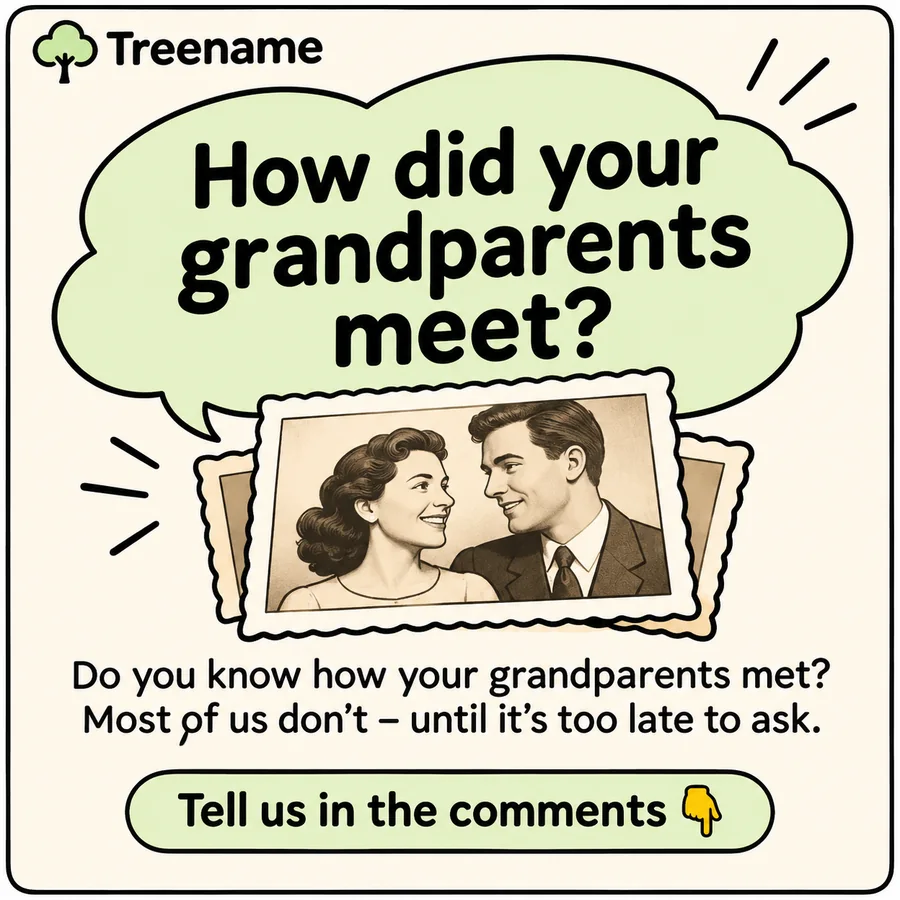 Treename
How did your
grandparents
meet?
Do you know how your grandparents met?
Most of us don't – until it's too late to ask.
Tell us in the comments 👇